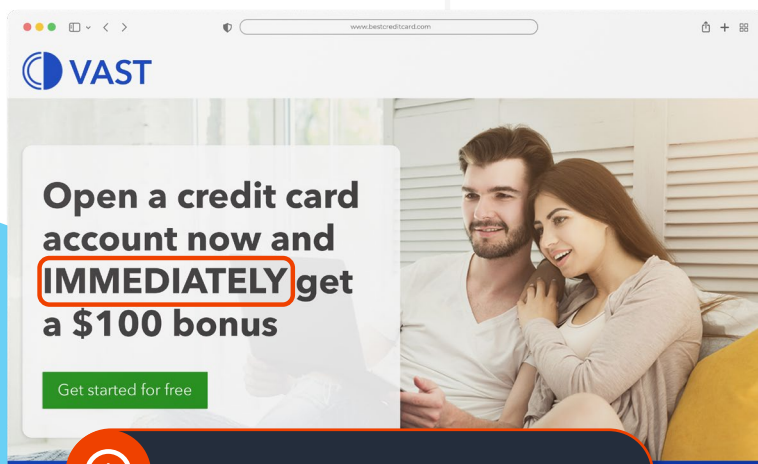 www.bestcreditcard.com
VAST
Open a credit card
account now and
IMMEDIATELY get
a $100 bonus
Get started for free